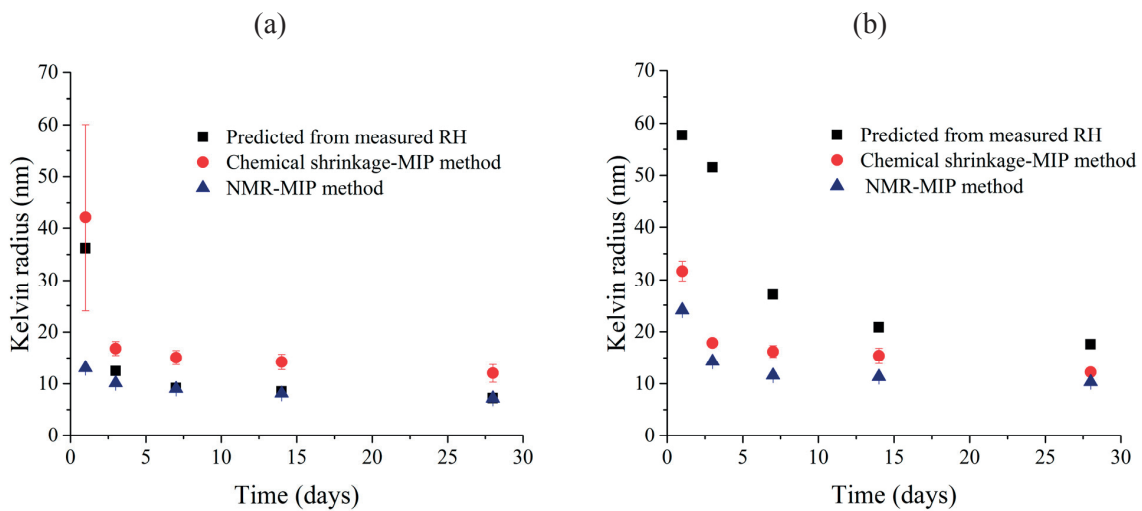 (a)
70
60
50
40
30
20
10
0
Kelvin radius (nm)
Predicted from measured RH
Chemical shrinkage-MIP method
NMR-MIP method
0 5 10 15 20 25 30
Time (days)
(b)
70
60
50
40
30
20
10
0
Kelvin radius (nm)
Predicted from measured RH
Chemical shrinkage-MIP method
NMR-MIP method
0 5 10 15 20 25 30
Time (days)